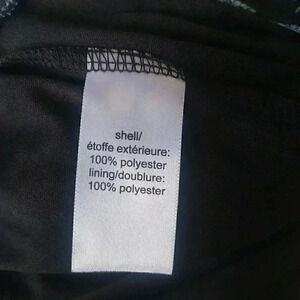 shell/
étoffe extérieure:
100% polyester
lining/doublure:
100% polyester